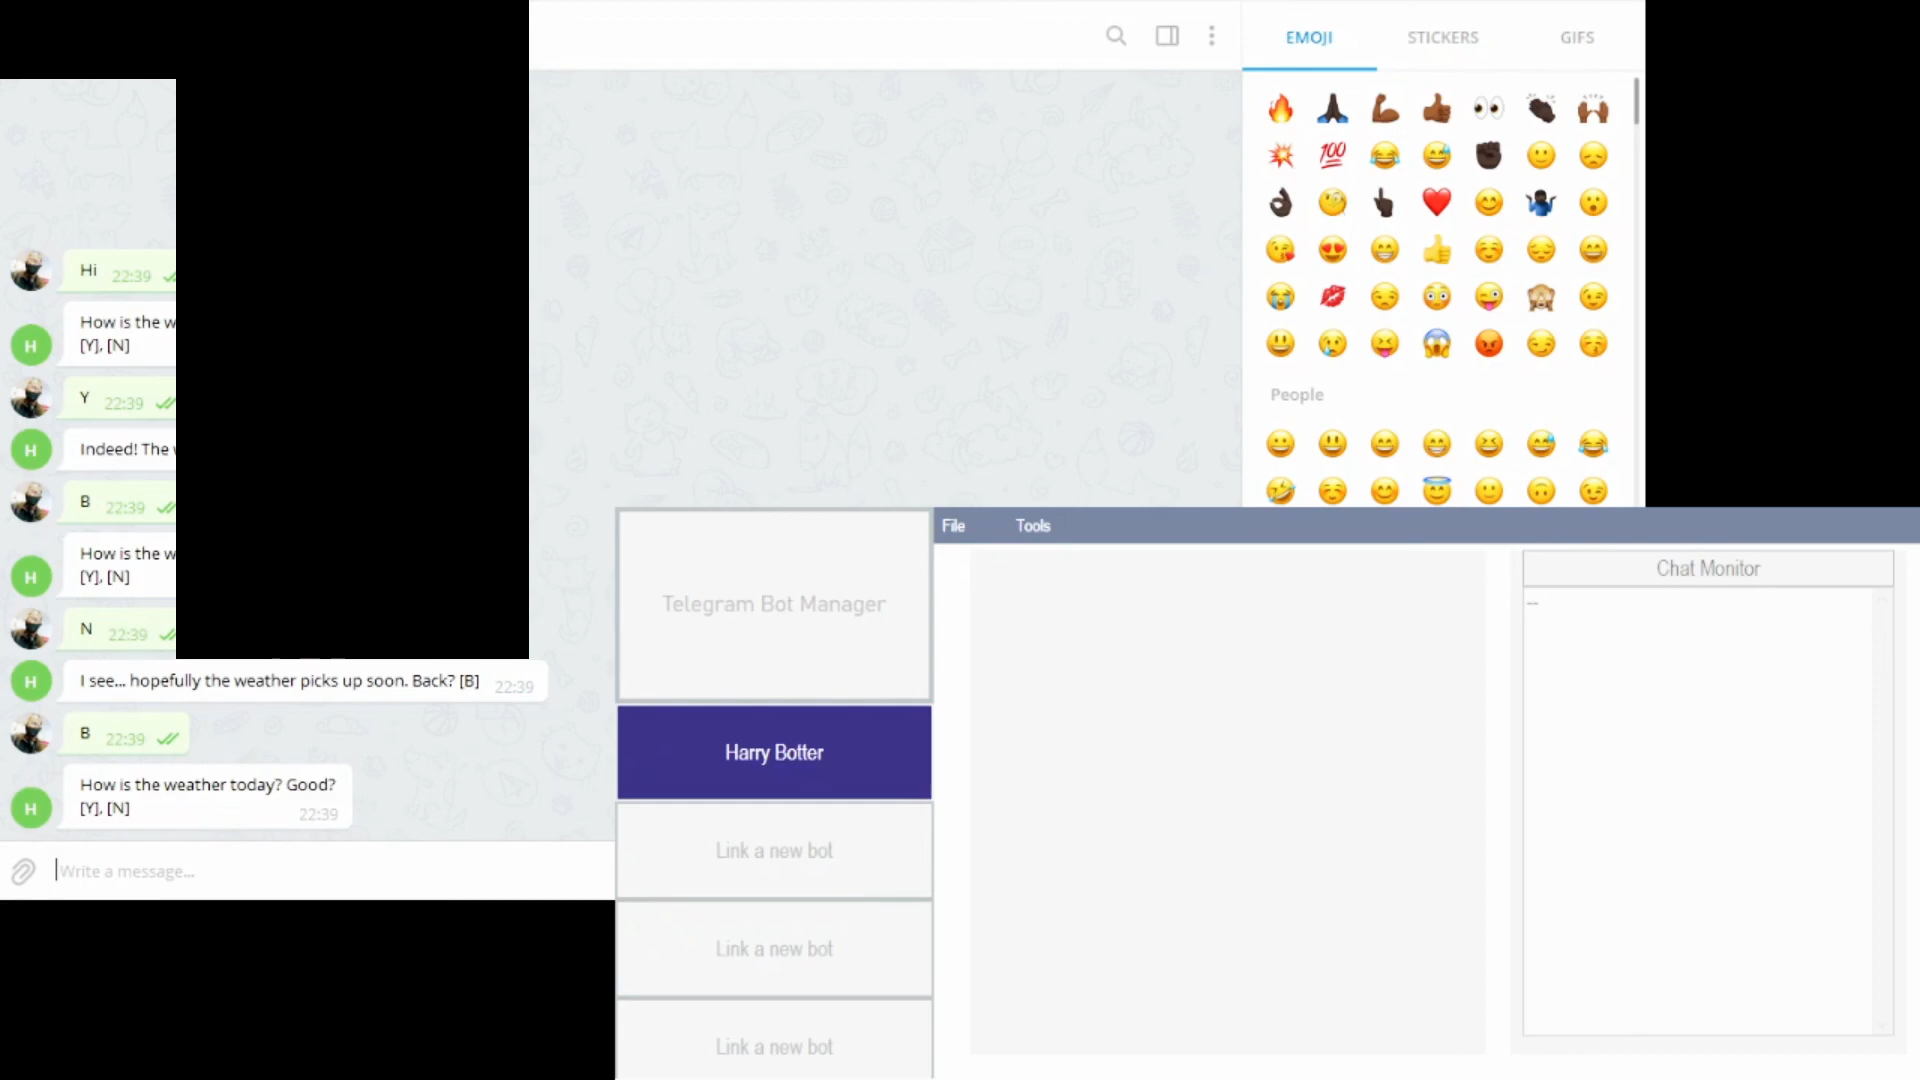 EMOJI STICKERS GIFS
People
Hi 22:39
How is the w
[Y], [N]
Y 22:39
Indeed! The
B 22:39
How is the w
[Y], [N]
N 22:39
I see... hopefully the weather picks up soon. Back? [B] 22:39
B 22:39
How is the weather today? Good?
[Y], [N] 22:39
Write a message...
H
H
H
H
H
100
File Tools
Telegram Bot Manager
Harry Botter
Link a new bot
Link a new bot
Link a new bot
Chat Monitor
--